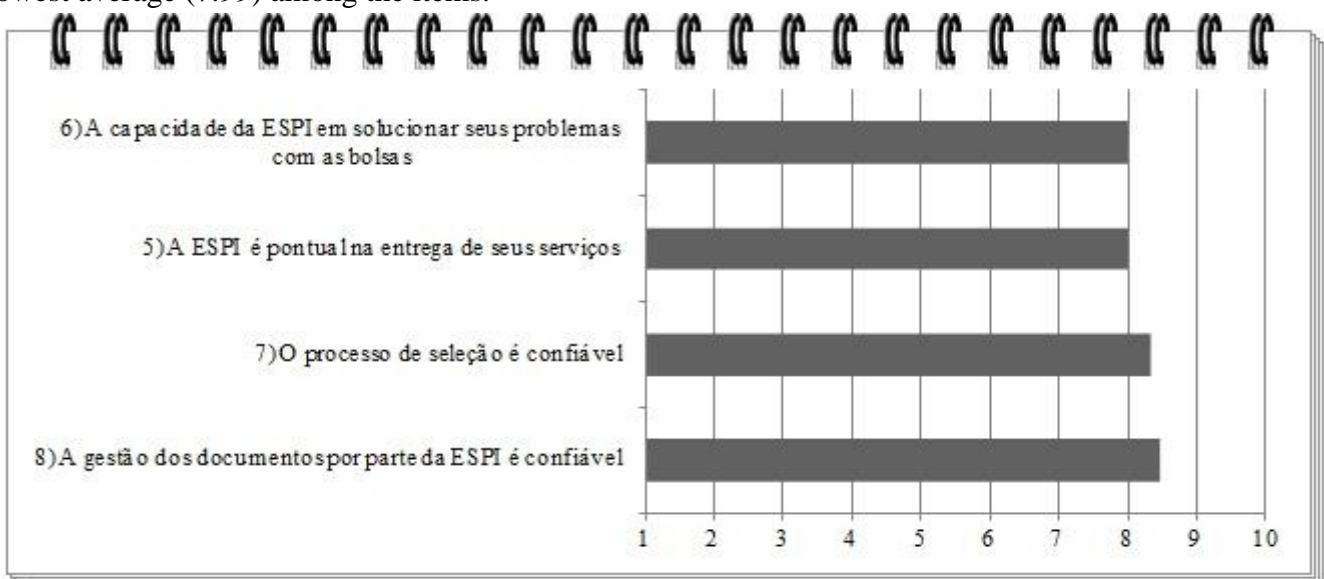 average (7.99) among the items.
6)A capacidade da ESPI em solucionar seus problemas
com as bolsas
5)A ESPI é pontual na entrega de seus serviços
7)O processo de seleção é confiável
8)A gestão dos documentos por parte da ESPI é confiável
1 2 3 4 5 6 7 8 9 10